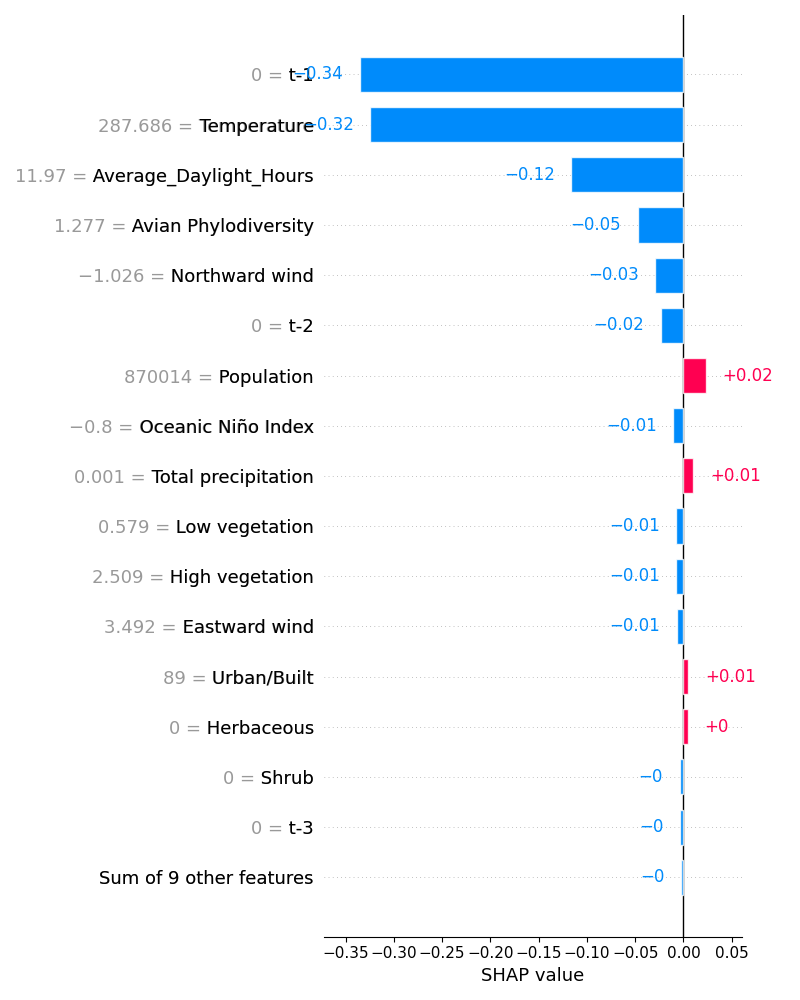 0 = t-1 −0.34
287.686 = Temperature −0.32
11.97 = Average_Daylight_Hours −0.12
1.277 = Avian Phylodiversity −0.05
−1.026 = Northward wind −0.03
0 = t-2 −0.02
870014 = Population +0.02
−0.8 = Oceanic Niño Index −0.01
0.001 = Total precipitation +0.01
0.579 = Low vegetation −0.01
2.509 = High vegetation −0.01
3.492 = Eastward wind −0.01
89 = Urban/Built +0.01
0 = Herbaceous +0
0 = Shrub −0
0 = t-3 −0
Sum of 9 other features −0
−0.35 −0.30 −0.25 −0.20 −0.15 −0.10 −0.05 0.00 0.05
SHAP value